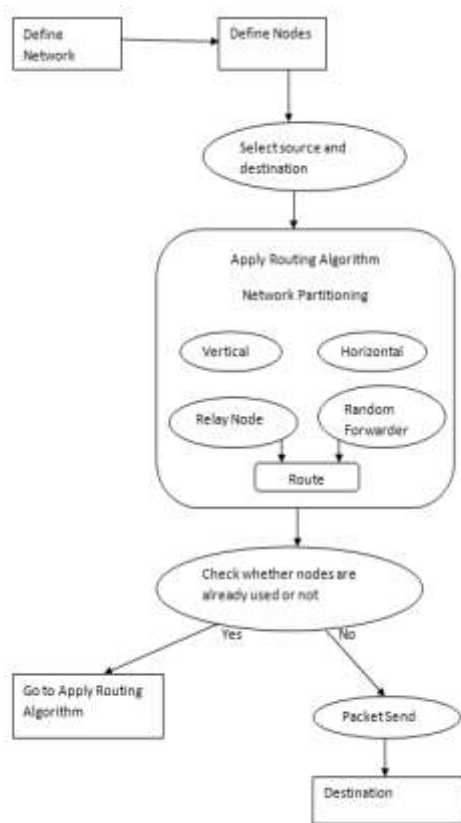 Define
Network
Define Nodes
Select source and
destination
Apply Routing Algorithm
Network Partitioning
Vertical
Horizontal
Relay Node
Random
Forwarder
Route
Check whether nodes are
already used or not
Yes
No
Go to Apply Routing
Algorithm
Packet Send
Destination